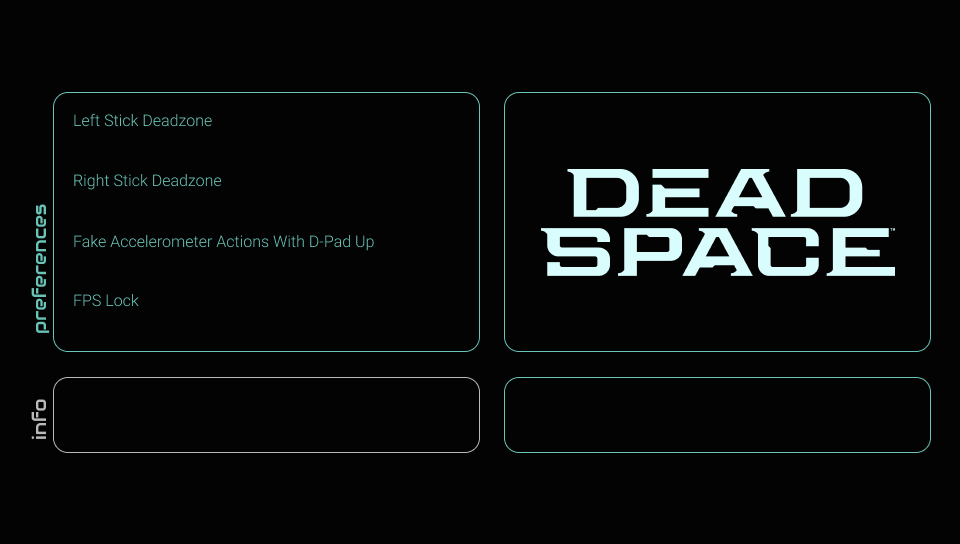 preferences
Left Stick Deadzone
Right Stick Deadzone
Fake Accelerometer Actions With D-Pad Up
FPS Lock
DEAD
SPACE™
info